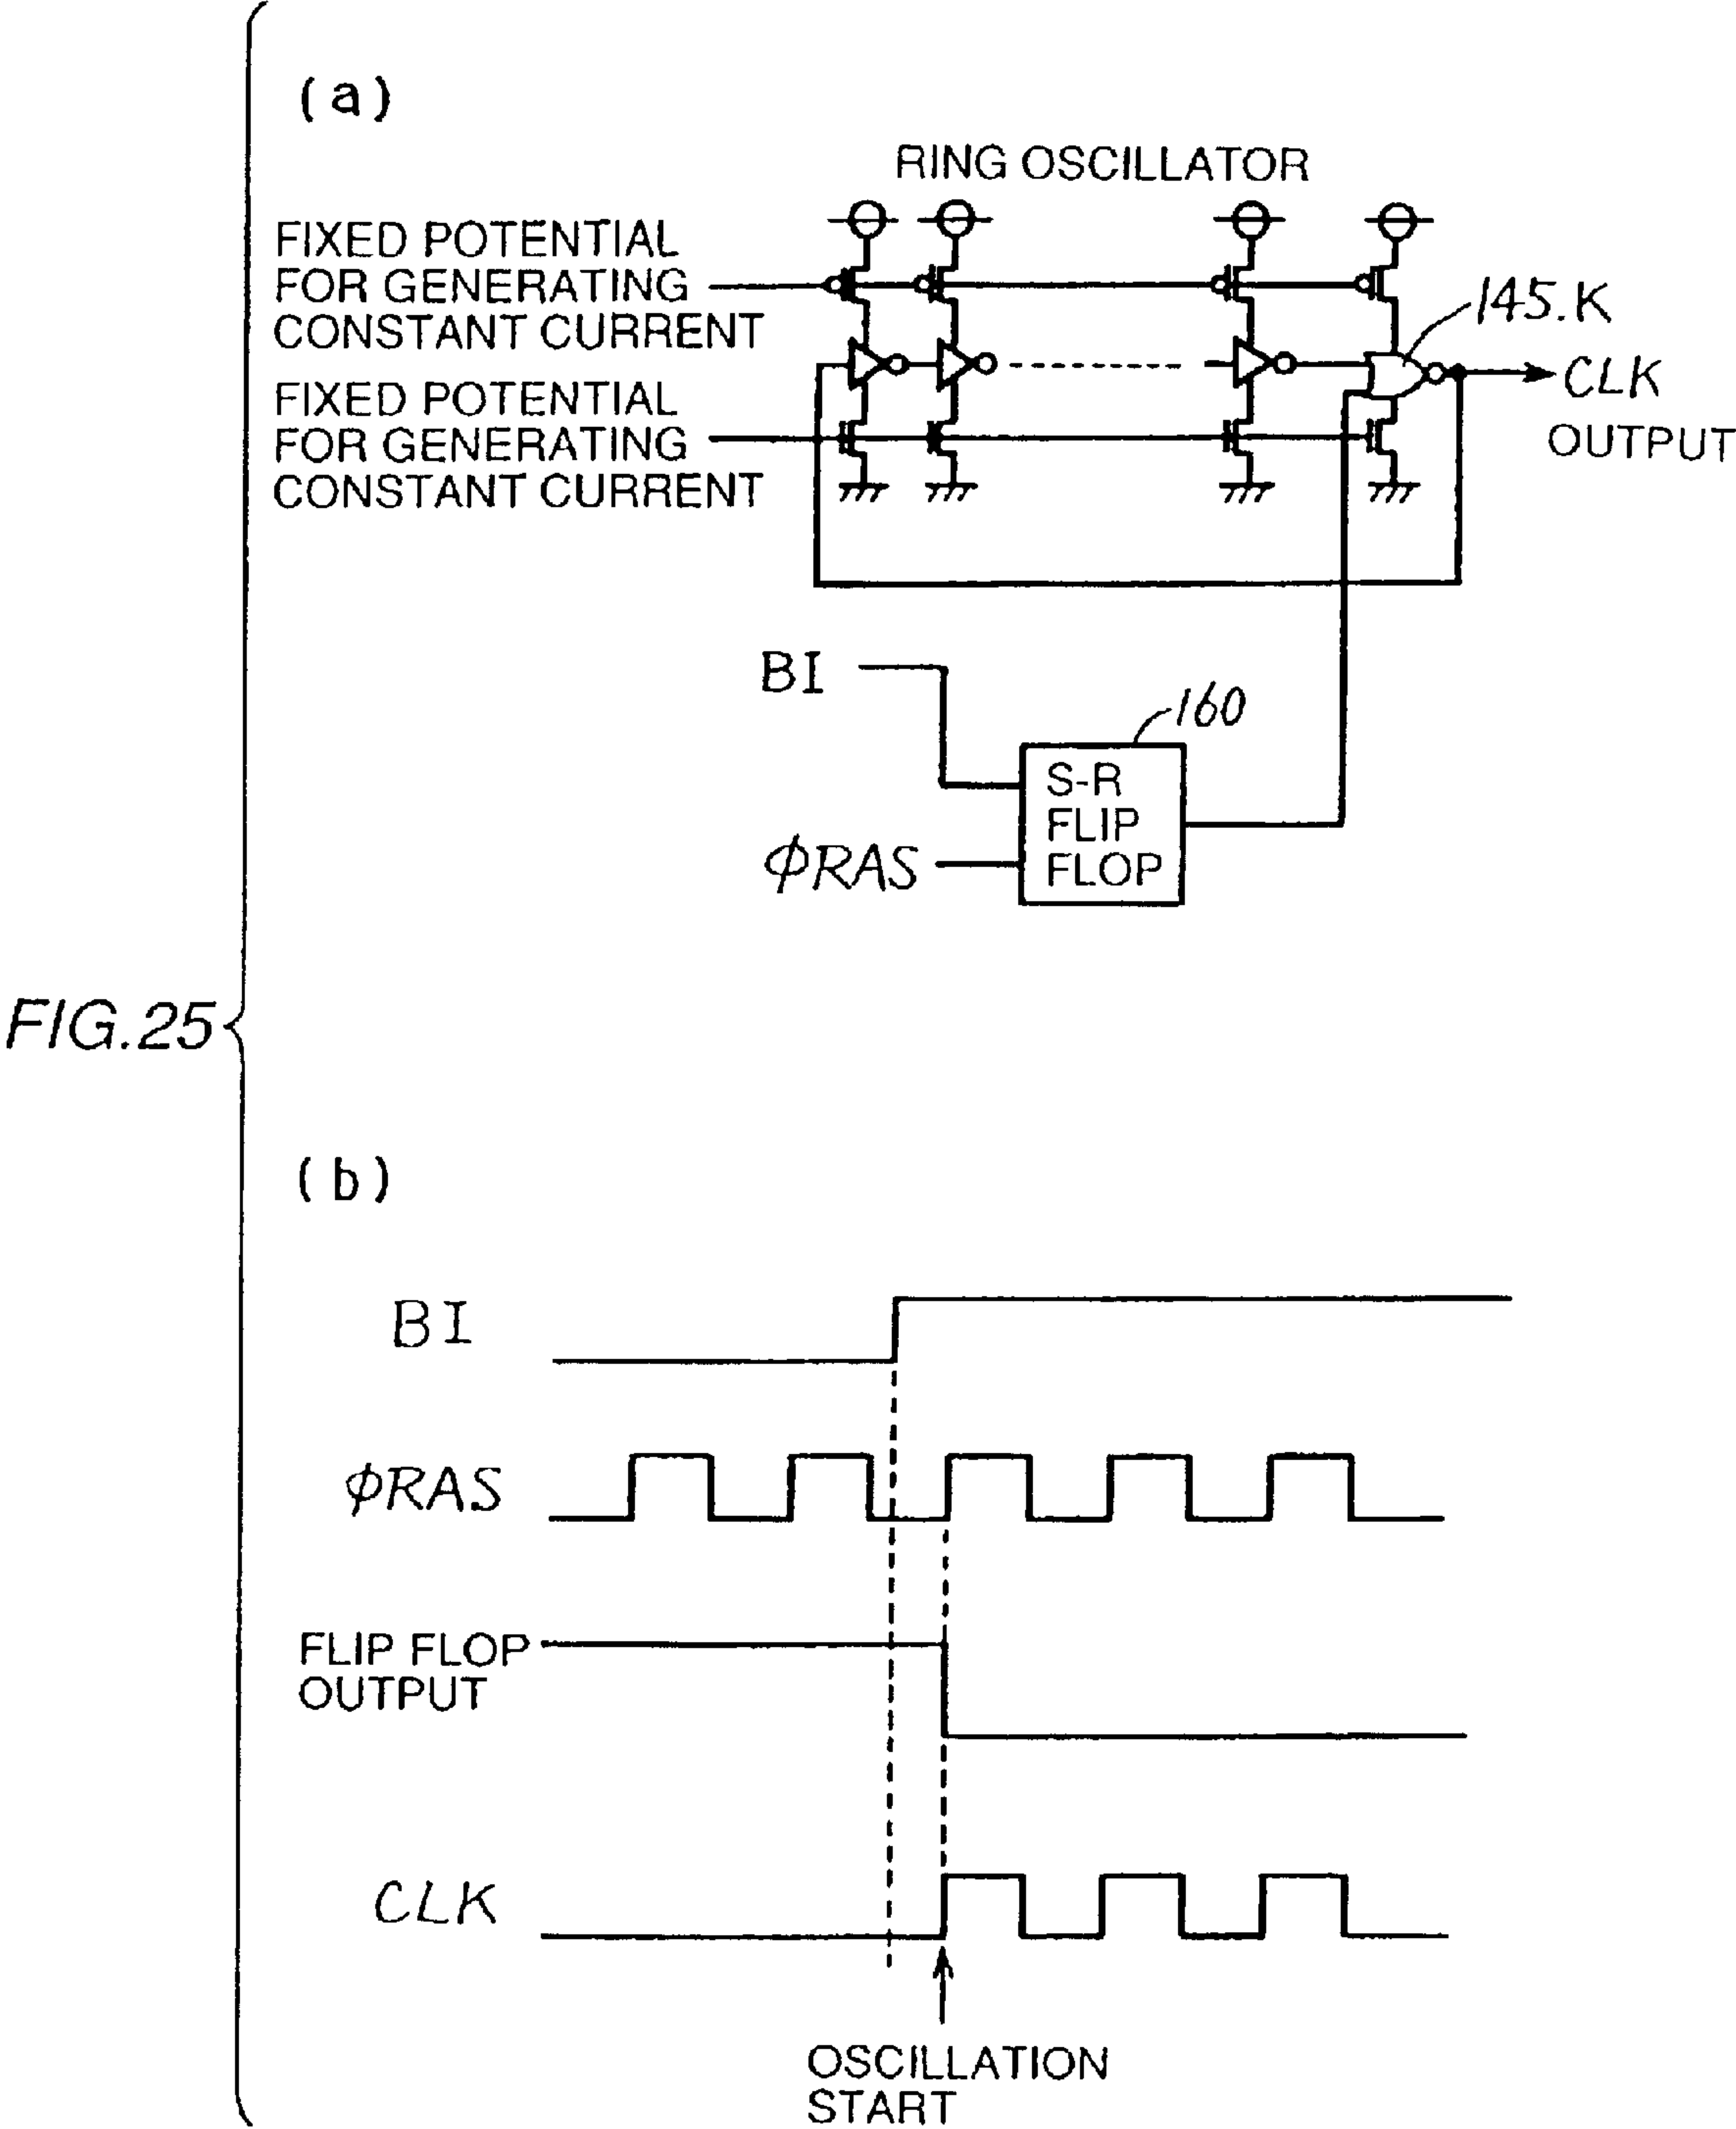 (a)
RING OSCILLATOR
FIXED POTENTIAL
FOR GENERATING
CONSTANT CURRENT
145.K
FIXED POTENTIAL
FOR GENERATING
CONSTANT CURRENT
CLK
OUTPUT
BI
160
S-R
FLIP
FLOP
ϕRAS
FIG.25
(b)
BI
ϕRAS
FLIP FLOP
OUTPUT
CLK
OSCILLATION
START